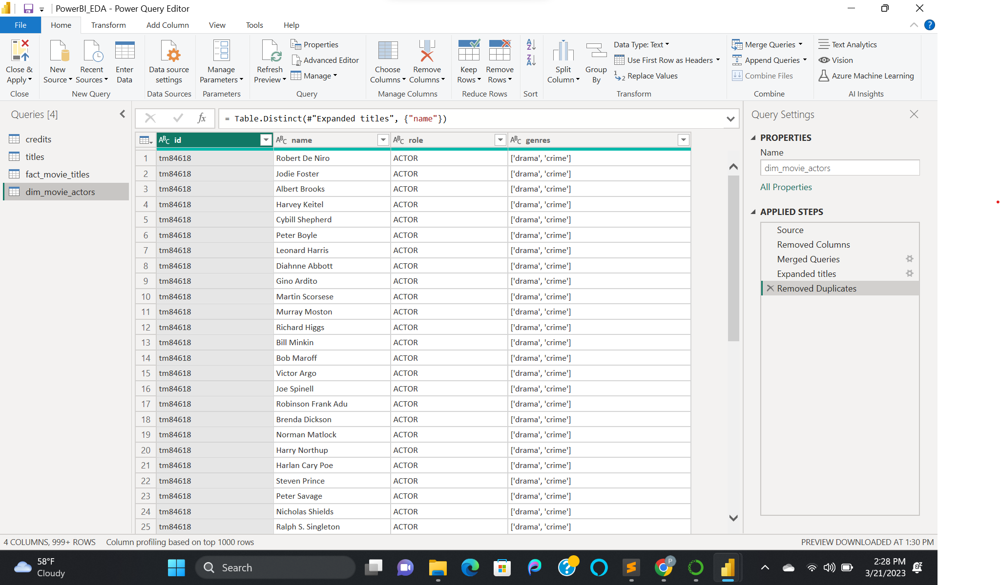 PowerBI_EDA - Power Query Editor
File Home Transform Add Column View Tools Help
Close & Apply
New Source
Recent Sources
Enter Data
Data source settings
Manage Parameters
Refresh Preview
Properties
Advanced Editor
Manage
Choose Columns
Remove Columns
Keep Rows
Remove Rows
Split Column
Group By
Data Type: Text
Use First Row as Headers
Replace Values
Merge Queries
Append Queries
Combine Files
Text Analytics
Vision
Azure Machine Learning
Close New Query Data Sources Parameters Query Manage Columns Reduce Rows Sort Transform Combine AI Insights
Queries [4]
credits
titles
fact_movie_titles
dim_movie_actors
fx = Table.Distinct(#"Expanded titles", {"name"})
id name role genres
1 tm84618 Robert De Niro ACTOR ['drama', 'crime']
2 tm84618 Jodie Foster ACTOR ['drama', 'crime']
3 tm84618 Albert Brooks ACTOR ['drama', 'crime']
4 tm84618 Harvey Keitel ACTOR ['drama', 'crime']
5 tm84618 Cybill Shepherd ACTOR ['drama', 'crime']
6 tm84618 Peter Boyle ACTOR ['drama', 'crime']
7 tm84618 Leonard Harris ACTOR ['drama', 'crime']
8 tm84618 Diahnne Abbott ACTOR ['drama', 'crime']
9 tm84618 Gino Ardito ACTOR ['drama', 'crime']
10 tm84618 Martin Scorsese ACTOR ['drama', 'crime']
11 tm84618 Murray Moston ACTOR ['drama', 'crime']
12 tm84618 Richard Higgs ACTOR ['drama', 'crime']
13 tm84618 Bill Minkin ACTOR ['drama', 'crime']
14 tm84618 Bob Maroff ACTOR ['drama', 'crime']
15 tm84618 Victor Argo ACTOR ['drama', 'crime']
16 tm84618 Joe Spinell ACTOR ['drama', 'crime']
17 tm84618 Robinson Frank Adu ACTOR ['drama', 'crime']
18 tm84618 Brenda Dickson ACTOR ['drama', 'crime']
19 tm84618 Norman Matlock ACTOR ['drama', 'crime']
20 tm84618 Harry Northup ACTOR ['drama', 'crime']
21 tm84618 Harlan Cary Poe ACTOR ['drama', 'crime']
22 tm84618 Steven Prince ACTOR ['drama', 'crime']
23 tm84618 Peter Savage ACTOR ['drama', 'crime']
24 tm84618 Nicholas Shields ACTOR ['drama', 'crime']
25 tm84618 Ralph S. Singleton ACTOR ['drama', 'crime']
Query Settings
PROPERTIES
Name
dim_movie_actors
All Properties
APPLIED STEPS
Source
Removed Columns
Merged Queries
Expanded titles
Removed Duplicates
4 COLUMNS, 999+ ROWS Column profiling based on top 1000 rows PREVIEW DOWNLOADED AT 1:30 PM
58°F
Cloudy
Search
2:28 PM
3/21/2023